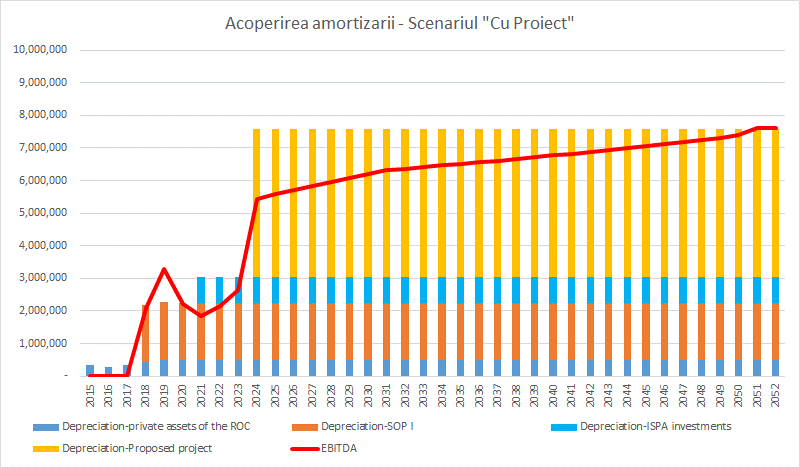 Acoperirea amortizarii - Scenariul "Cu Proiect"
10,000,000
9,000,000
8,000,000
7,000,000
6,000,000
5,000,000
4,000,000
3,000,000
2,000,000
1,000,000
-
2015 2016 2017 2018 2019 2020 2021 2022 2023 2024 2025 2026 2027 2028 2029 2030 2031 2032 2033 2034 2035 2036 2037 2038 2039 2040 2041 2042 2043 2044 2045 2046 2047 2048 2049 2050 2051 2052
Depreciation-private assets of the ROC Depreciation-SOP I Depreciation-ISPA investments
Depreciation-Proposed project EBITDA